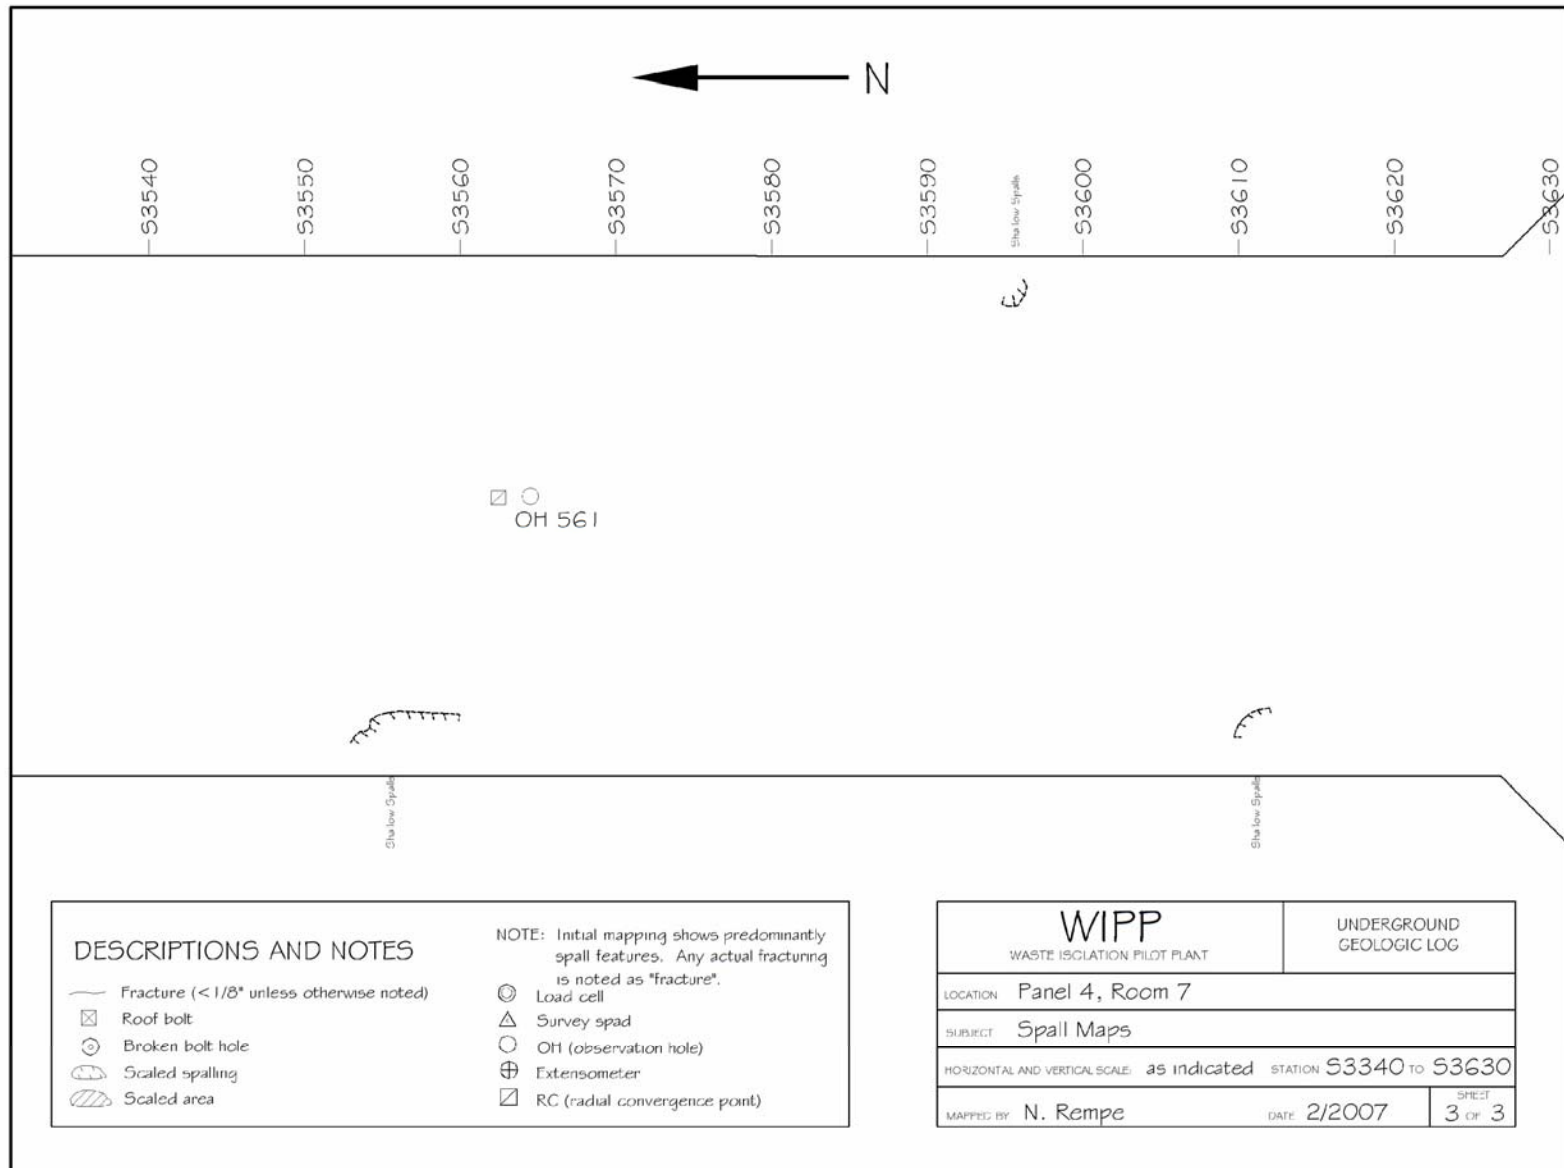 N
S3540
S3550
S3560
S3570
S3580
S3590
Shallow Spalls
S3600
S3610
S3620
S3630
OH 561
Shallow Spalls
Shallow Spalls
DESCRIPTIONS AND NOTES
Fracture (<1/8" unless otherwise noted)
Roof bolt
Broken bolt hole
Scaled spalling
Scaled area
NOTE: Initial mapping shows predominantly
spall features. Any actual fracturing
is noted as "fracture".
Load cell
Survey spad
OH (observation hole)
Extensometer
RC (radial convergence point)
WIPP
WASTE ISOLATION PILOT PLANT
UNDERGROUND
GEOLOGIC LOG
LOCATION Panel 4, Room 7
SUBJECT Spall Maps
HORIZONTAL AND VERTICAL SCALE: as indicated STATION S3340 TO S3630
MAPPED BY N. Rempe DATE 2/2007
SHEET
3 OF 3